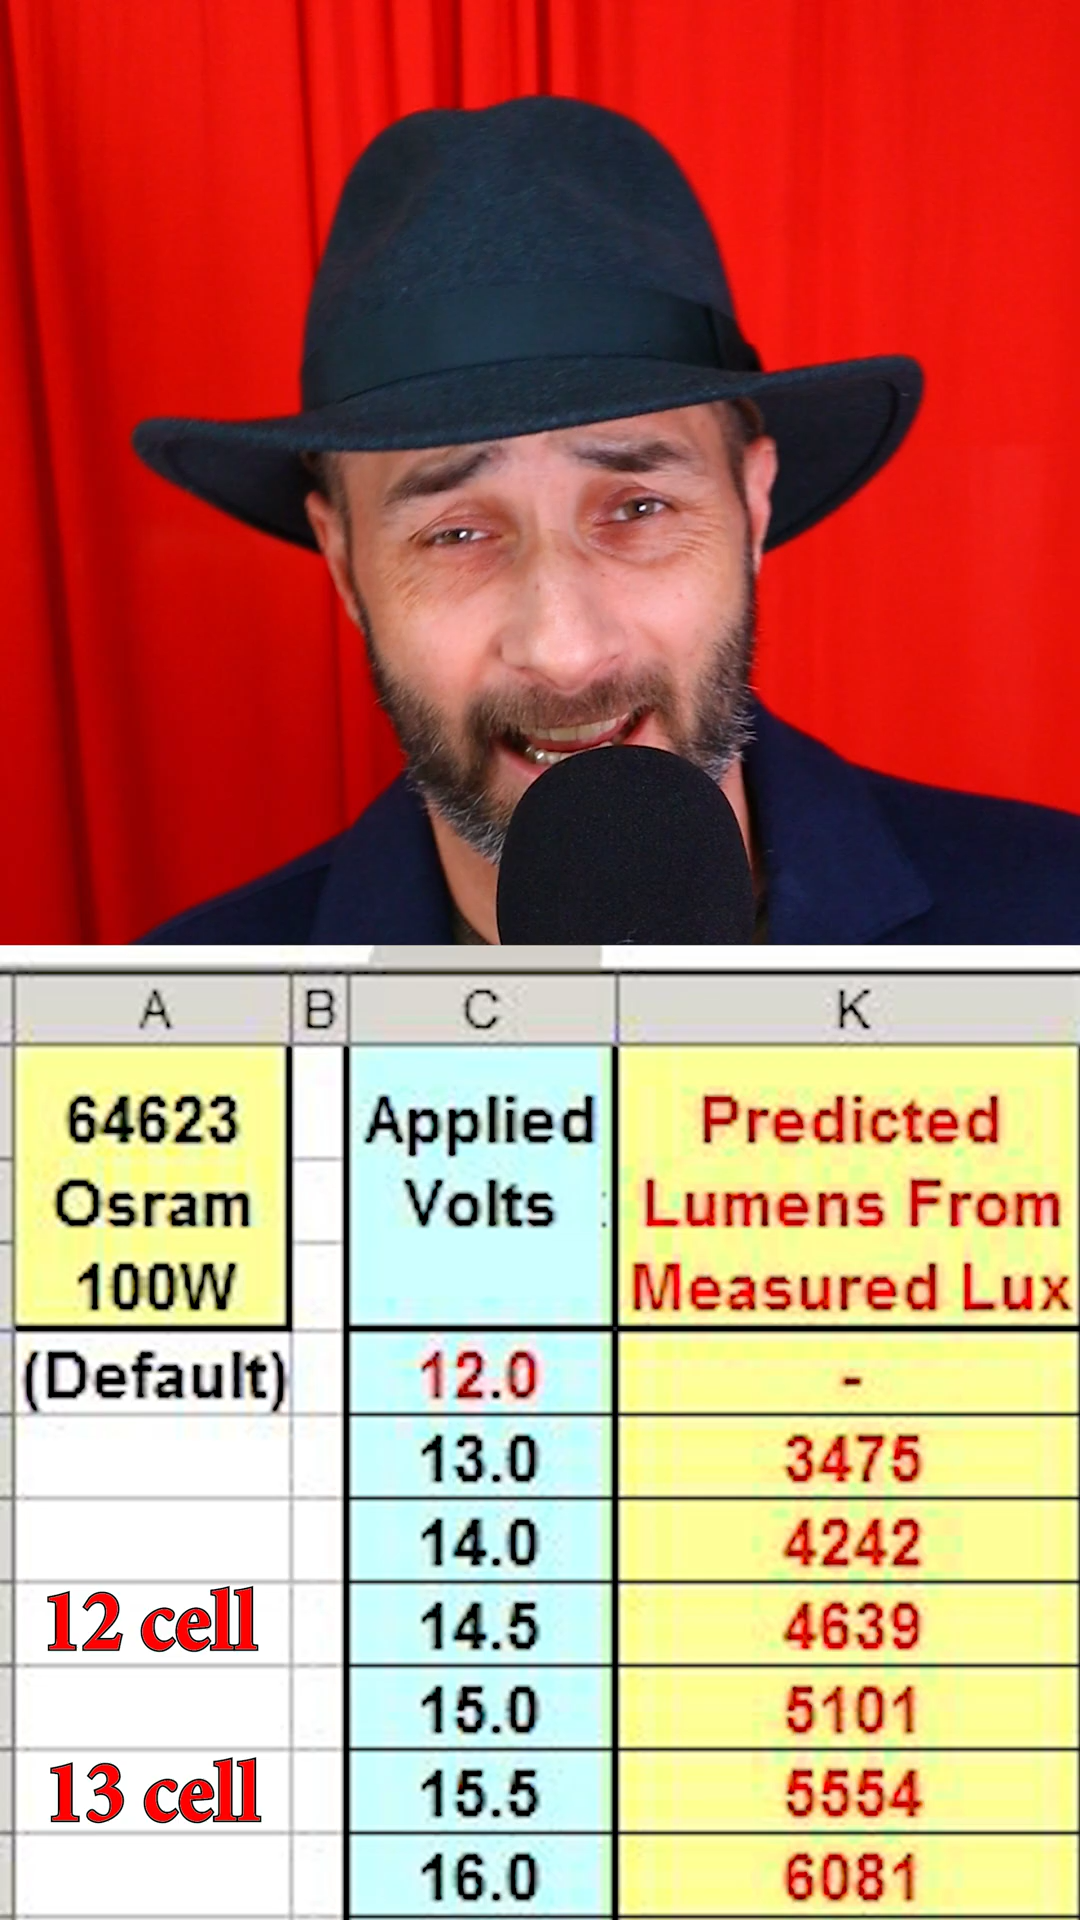 A B C K
64623 Osram 100W
Applied Volts
Predicted Lumens From Measured Lux
(Default) 12.0 -
13.0 3475
14.0 4242
12 cell 14.5 4639
15.0 5101
13 cell 15.5 5554
16.0 6081